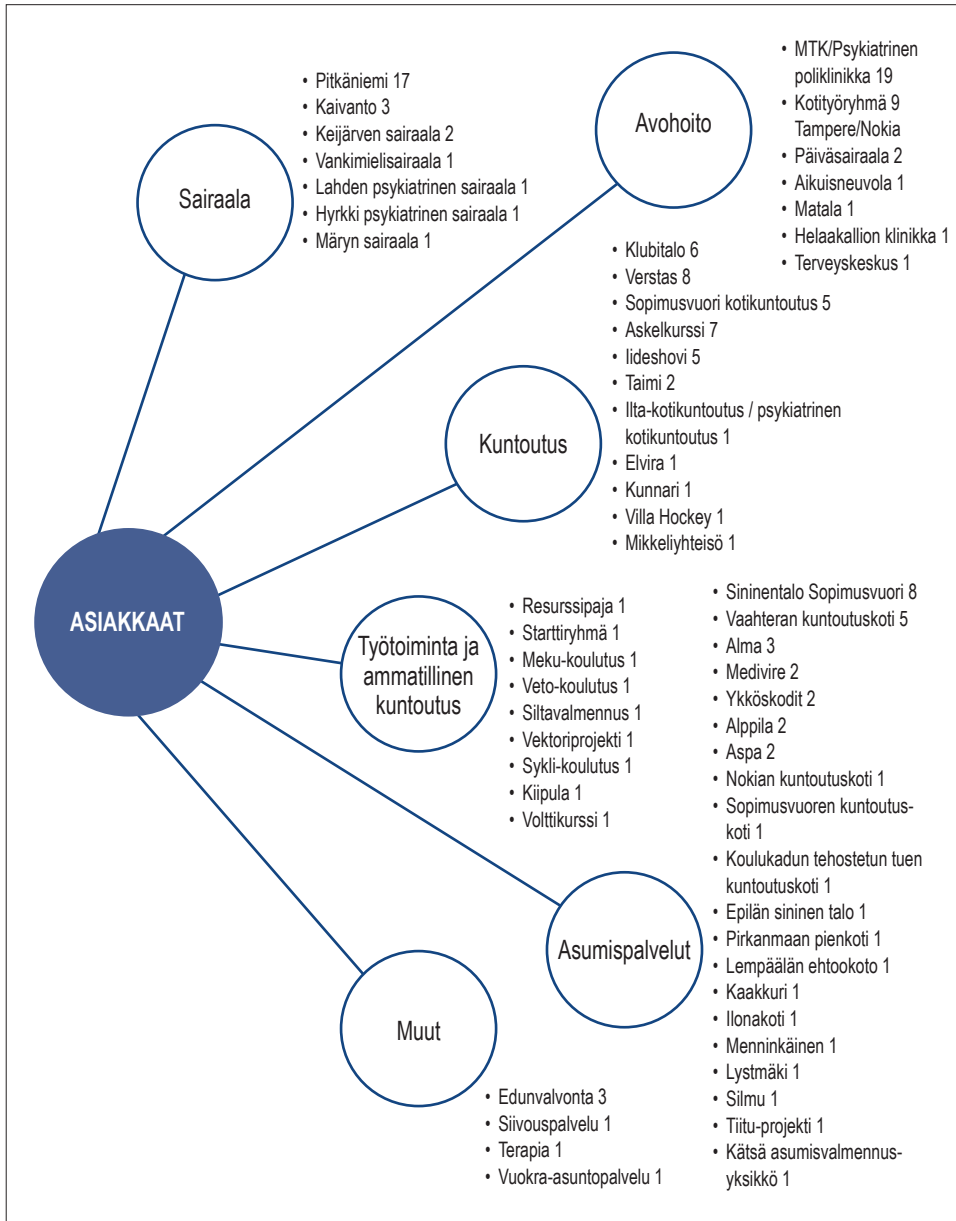 Sairaala
• Pitkäniemi 17
• Kaivanto 3
• Keijärven sairaala 2
• Vankimielisairaala 1
• Lahden psykiatrinen sairaala 1
• Hyrkki psykiatrinen sairaala 1
• Märyn sairaala 1
Avohoito
• MTK/Psykiatrinen
poliklinikka 19
• Kotityöryhmä 9
Tampere/Nokia
• Päiväsairaala 2
• Aikuisneuvola 1
• Matala 1
• Helaakallion klinikka 1
• Terveyskeskus 1
Kuntoutus
• Klubitalo 6
• Verstas 8
• Sopimusvuori kotikuntoutus 5
• Askelkurssi 7
• Iideshovi 5
• Taimi 2
• Ilta-kotikuntoutus / psykiatrinen
kotikuntoutus 1
• Elvira 1
• Kunnari 1
• Villa Hockey 1
• Mikkeliyhteisö 1
ASIAKKAAT
Työtoiminta ja
ammatillinen
kuntoutus
• Resurssipaja 1
• Starttiryhmä 1
• Meku-koulutus 1
• Veto-koulutus 1
• Siltavalmennus 1
• Vektoriprojekti 1
• Sykli-koulutus 1
• Kiipula 1
• Volttikurssi 1
Asumispalvelut
• Sininentalo Sopimusvuori 8
• Vaahteran kuntoutuskoti 5
• Alma 3
• Medivire 2
• Ykköskodit 2
• Alppila 2
• Aspa 2
• Nokian kuntoutuskoti 1
• Sopimusvuoren kuntoutus-
koti 1
• Koulukadun tehostetun tuen
kuntoutuskoti 1
• Epilän sininen talo 1
• Pirkanmaan pienkoti 1
• Lempäälän ehtookoto 1
• Kaakkuri 1
• Ilonakoti 1
• Menninkäinen 1
• Lystmäki 1
• Silmu 1
• Tiitu-projekti 1
• Kätsä asumisvalmennus-
yksikkö 1
Muut
• Edunvalvonta 3
• Siivouspalvelu 1
• Terapia 1
• Vuokra-asuntopalvelu 1